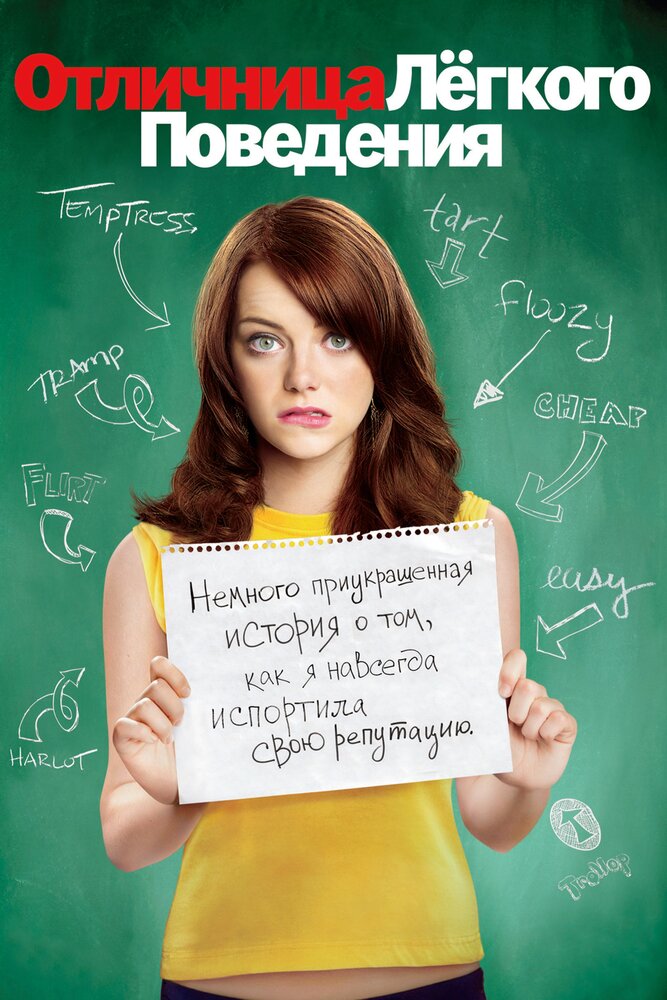 Отличница Лёгкого
Поведения
TEMPTRESS
tart
floozy
TRAMP
CHEAP
FLIRT
easy
Немного приукрашенная
история о том,
как я навсегда
испортила
свою репутацию.
HARLOT
Trollop